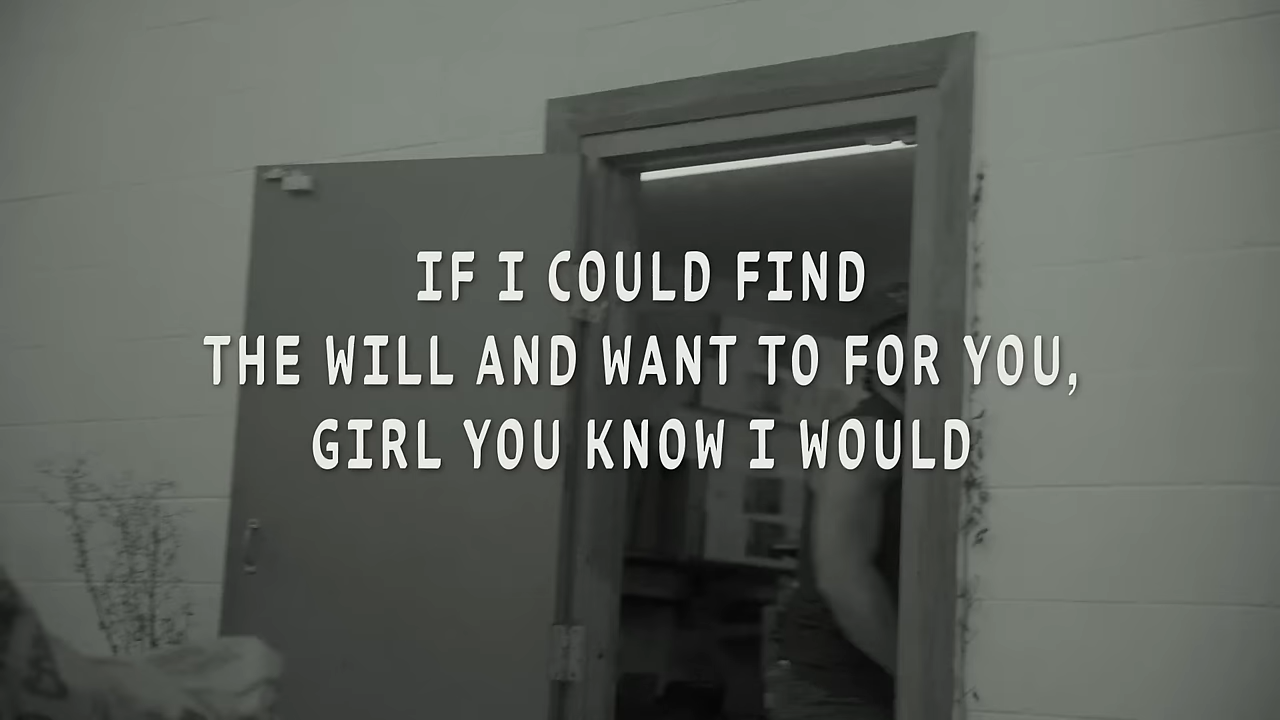 IF I COULD FIND
THE WILL AND WANT TO FOR YOU,
GIRL YOU KNOW I WOULD